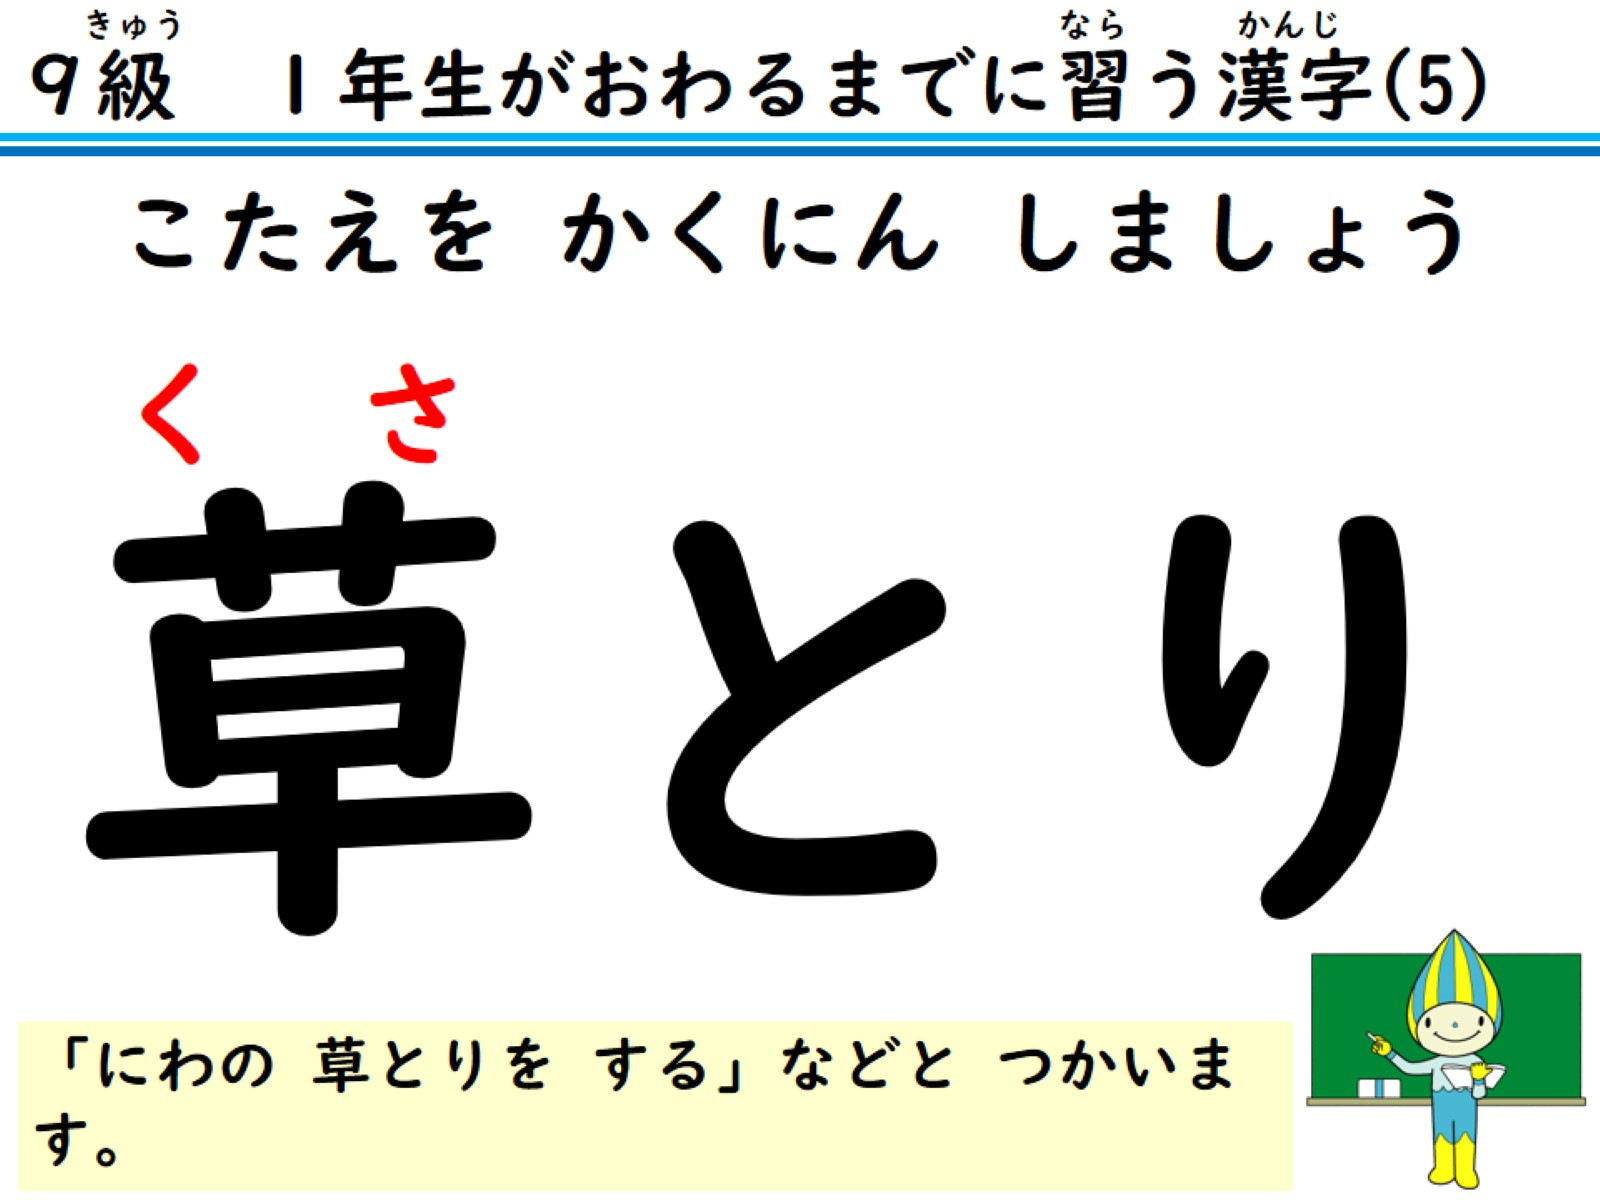 きゅう なら かんじ
９級　１年生がおわるまでに習う漢字(5)
こたえを かくにん しましょう
く さ
草とり
「にわの 草とりを する」などと つかいま
す。